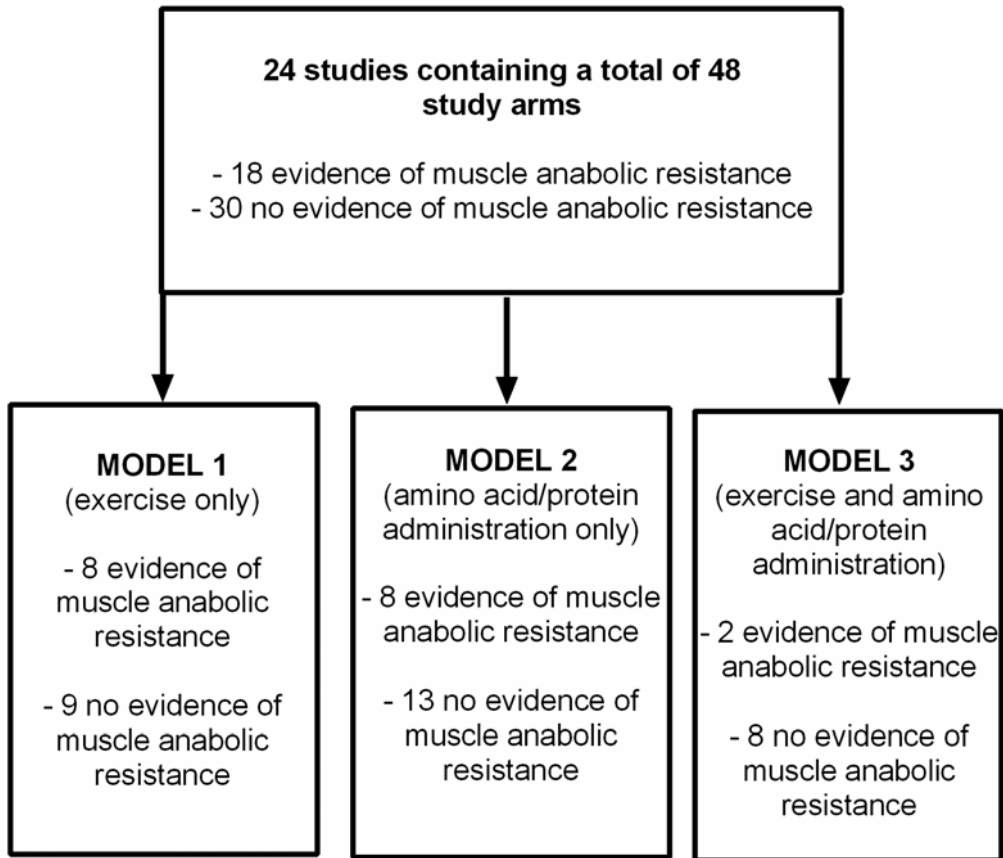 24 studies containing a total of 48
study arms
- 18 evidence of muscle anabolic resistance
- 30 no evidence of muscle anabolic resistance
MODEL 1
(exercise only)
- 8 evidence of
muscle anabolic
resistance
- 9 no evidence of
muscle anabolic
resistance
MODEL 2
(amino acid/protein
administration only)
- 8 evidence of muscle
anabolic resistance
- 13 no evidence of
muscle anabolic
resistance
MODEL 3
(exercise and amino
acid/protein
administration)
- 2 evidence of muscle
anabolic resistance
- 8 no evidence of
muscle anabolic
resistance